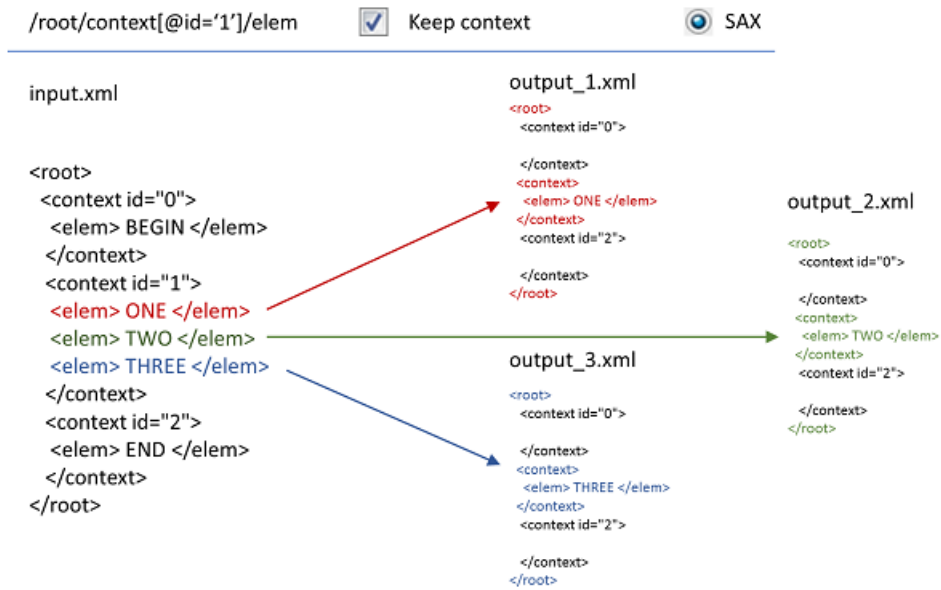 /root/context[@id=‘1’]/elem
Keep context
SAX
input.xml
<root>
<context id="0">
<elem> BEGIN </elem>
</context>
<context id="1">
<elem> ONE </elem>
<elem> TWO </elem>
<elem> THREE </elem>
</context>
<context id="2">
<elem> END </elem>
</context>
</root>
output_1.xml
<root>
<context id="0">
</context>
<context>
<elem> ONE </elem>
</context>
<context id="2">
</context>
</root>
output_2.xml
<root>
<context id="0">
</context>
<context>
<elem> TWO </elem>
</context>
<context id="2">
</context>
</root>
output_3.xml
<root>
<context id="0">
</context>
<context>
<elem> THREE </elem>
</context>
<context id="2">
</context>
</root>